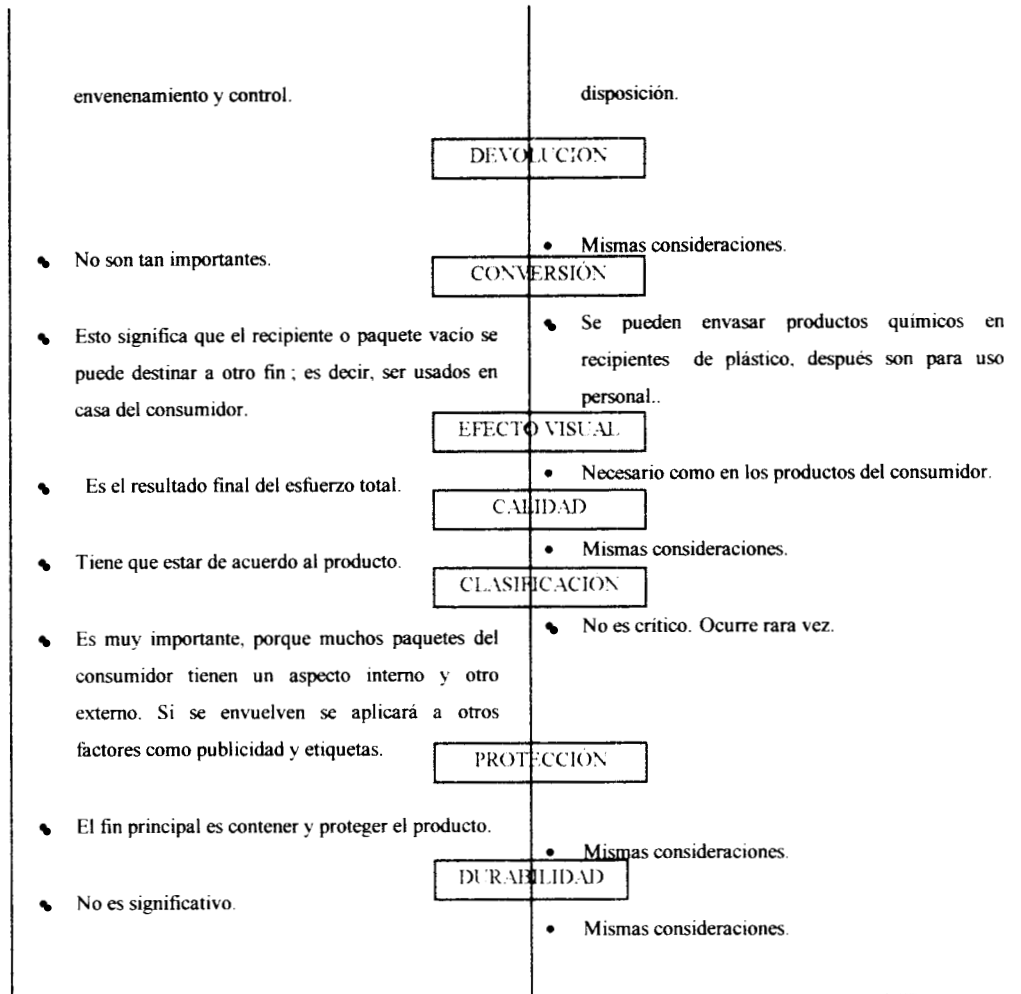 envenenamiento y control.
disposición.
DEVOLUCION
• No son tan importantes.
• Mismas consideraciones.
CONVERSIÓN
• Esto significa que el recipiente o paquete vacío se
puede destinar a otro fin ; es decir, ser usados en
casa del consumidor.
• Se pueden envasar productos químicos en
recipientes de plástico, después son para uso
personal..
EFECTO VISUAL
• Es el resultado final del esfuerzo total.
• Necesario como en los productos del consumidor.
CALIDAD
• Tiene que estar de acuerdo al producto.
• Mismas consideraciones.
CLASIFICACIÓN
• Es muy importante, porque muchos paquetes del
consumidor tienen un aspecto interno y otro
externo. Si se envuelven se aplicará a otros
factores como publicidad y etiquetas.
• No es crítico. Ocurre rara vez.
PROTECCIÓN
• El fin principal es contener y proteger el producto.
• Mismas consideraciones.
DURABILIDAD
• No es significativo.
• Mismas consideraciones.